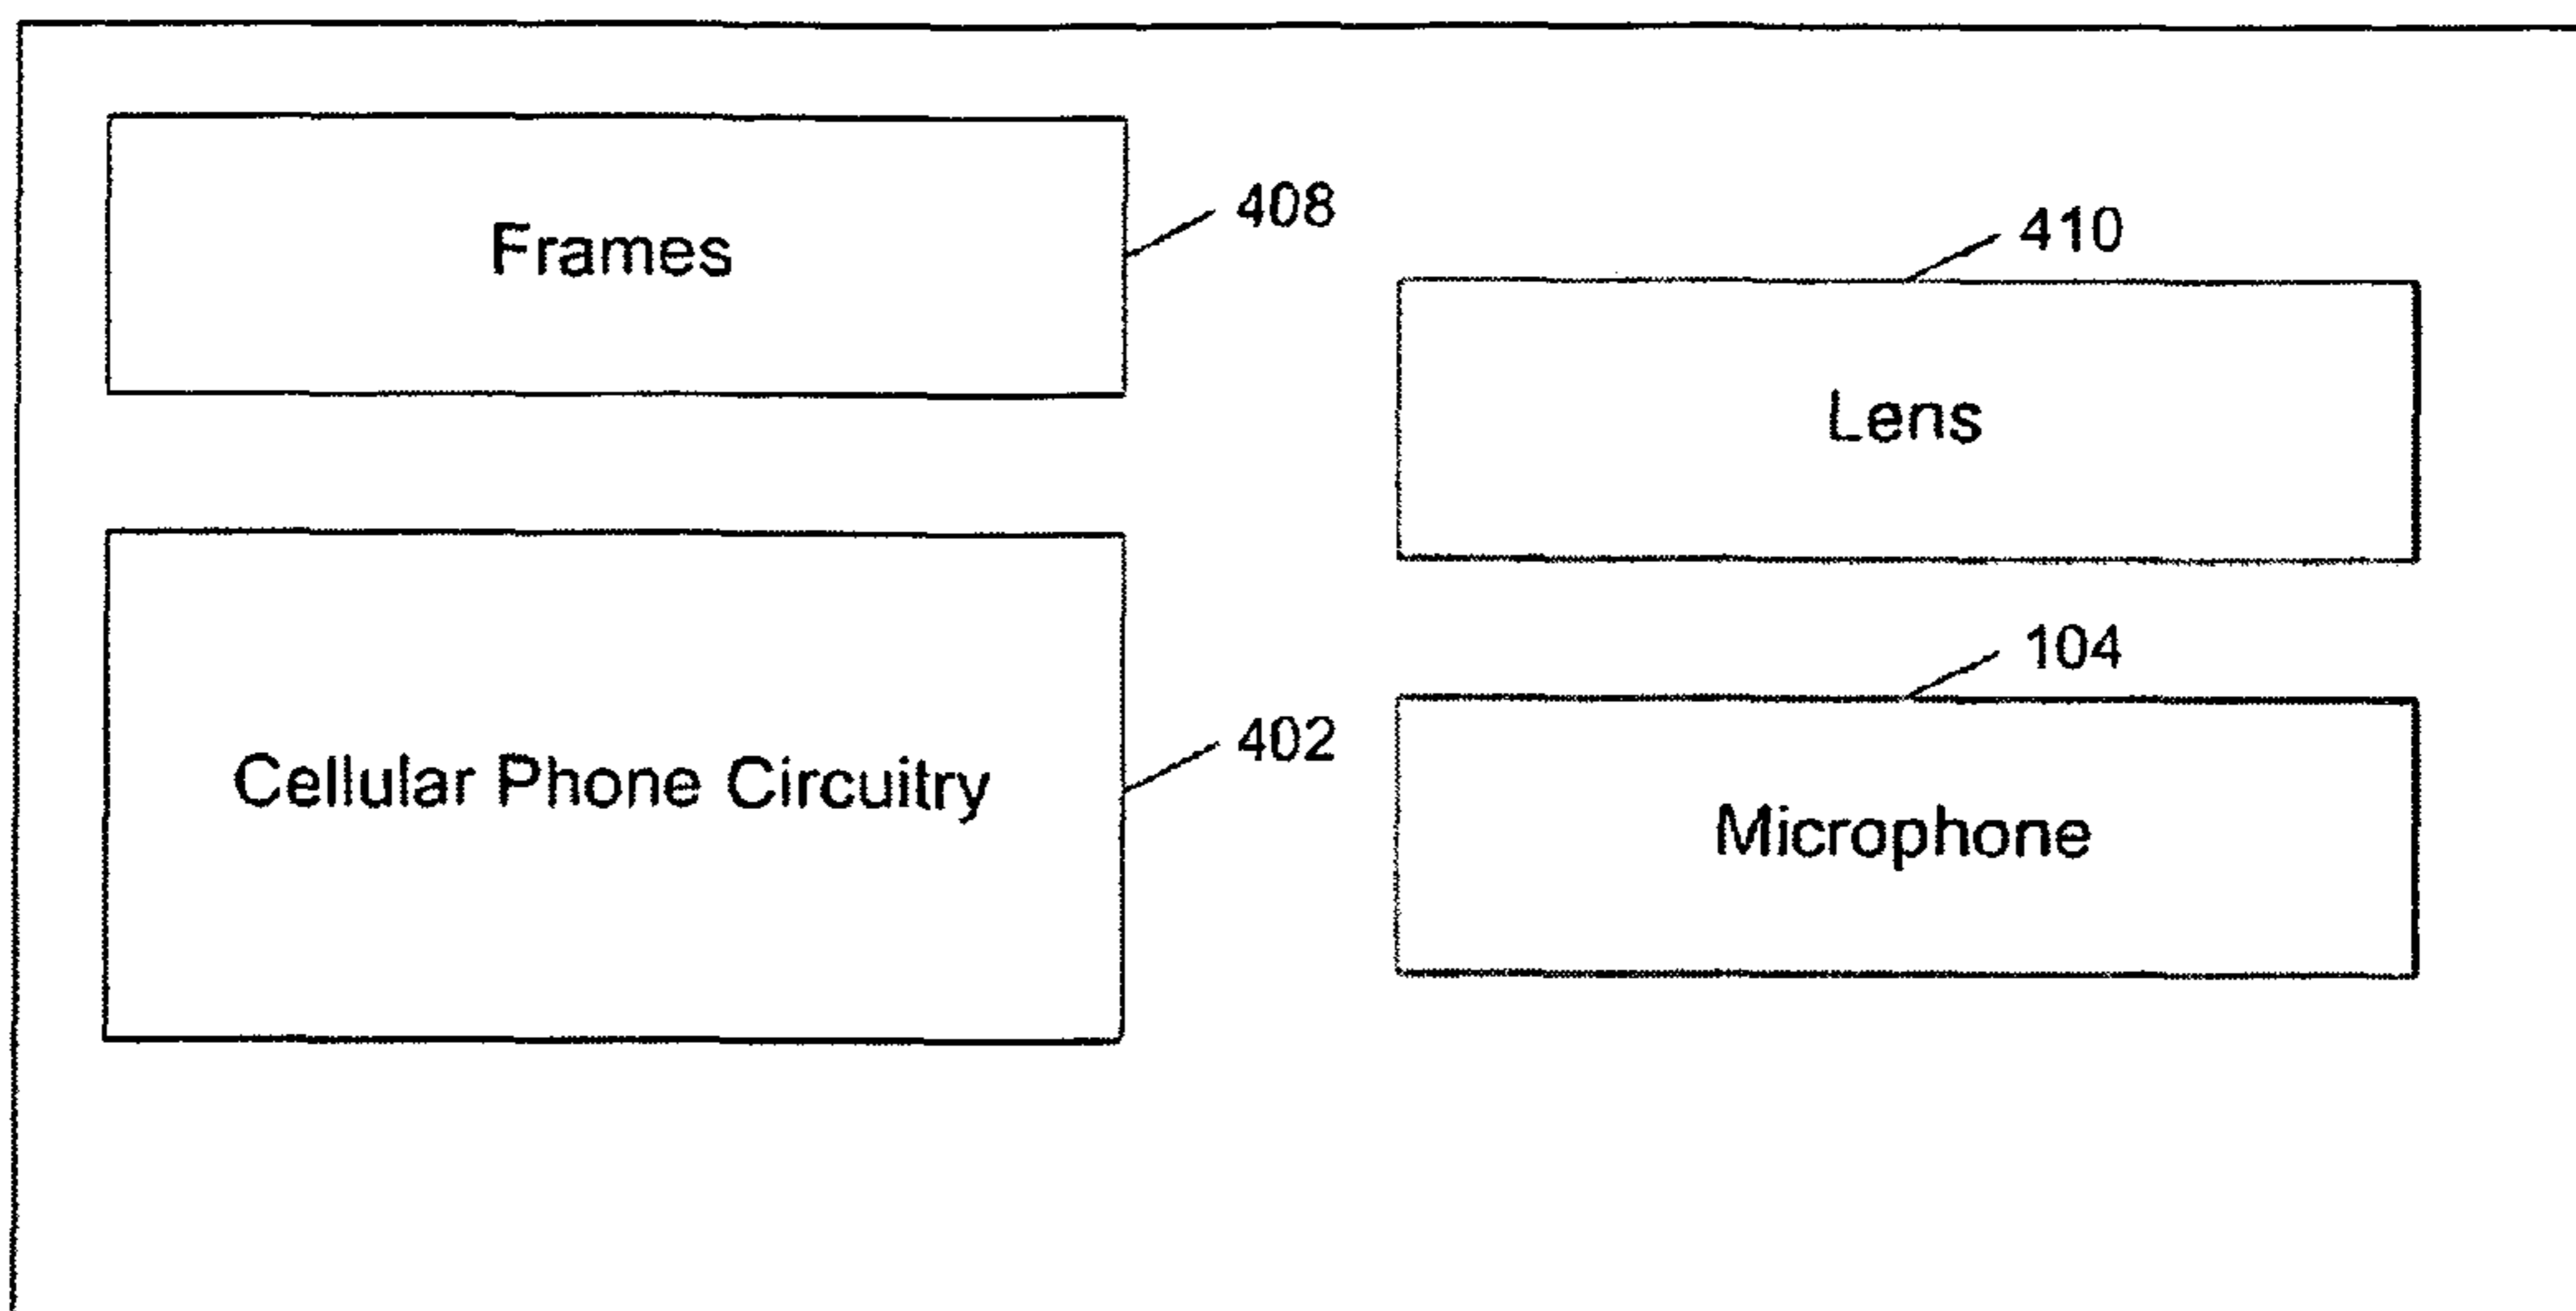 Frames
408
410
Lens
Cellular Phone Circuitry
402
104
Microphone